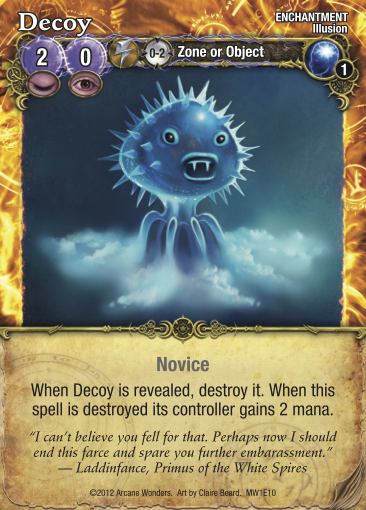 Decoy
ENCHANTMENT
Illusion
2 0 0-2 Zone or Object
1
Novice
When Decoy is revealed, destroy it. When this
spell is destroyed its controller gains 2 mana.
“I can’t believe you fell for that. Perhaps now I should
end this farce and spare you further embarassment.”
— Laddinfance, Primus of the White Spires
©2012 Arcane Wonders. Art by Claire Beard. MW1E10